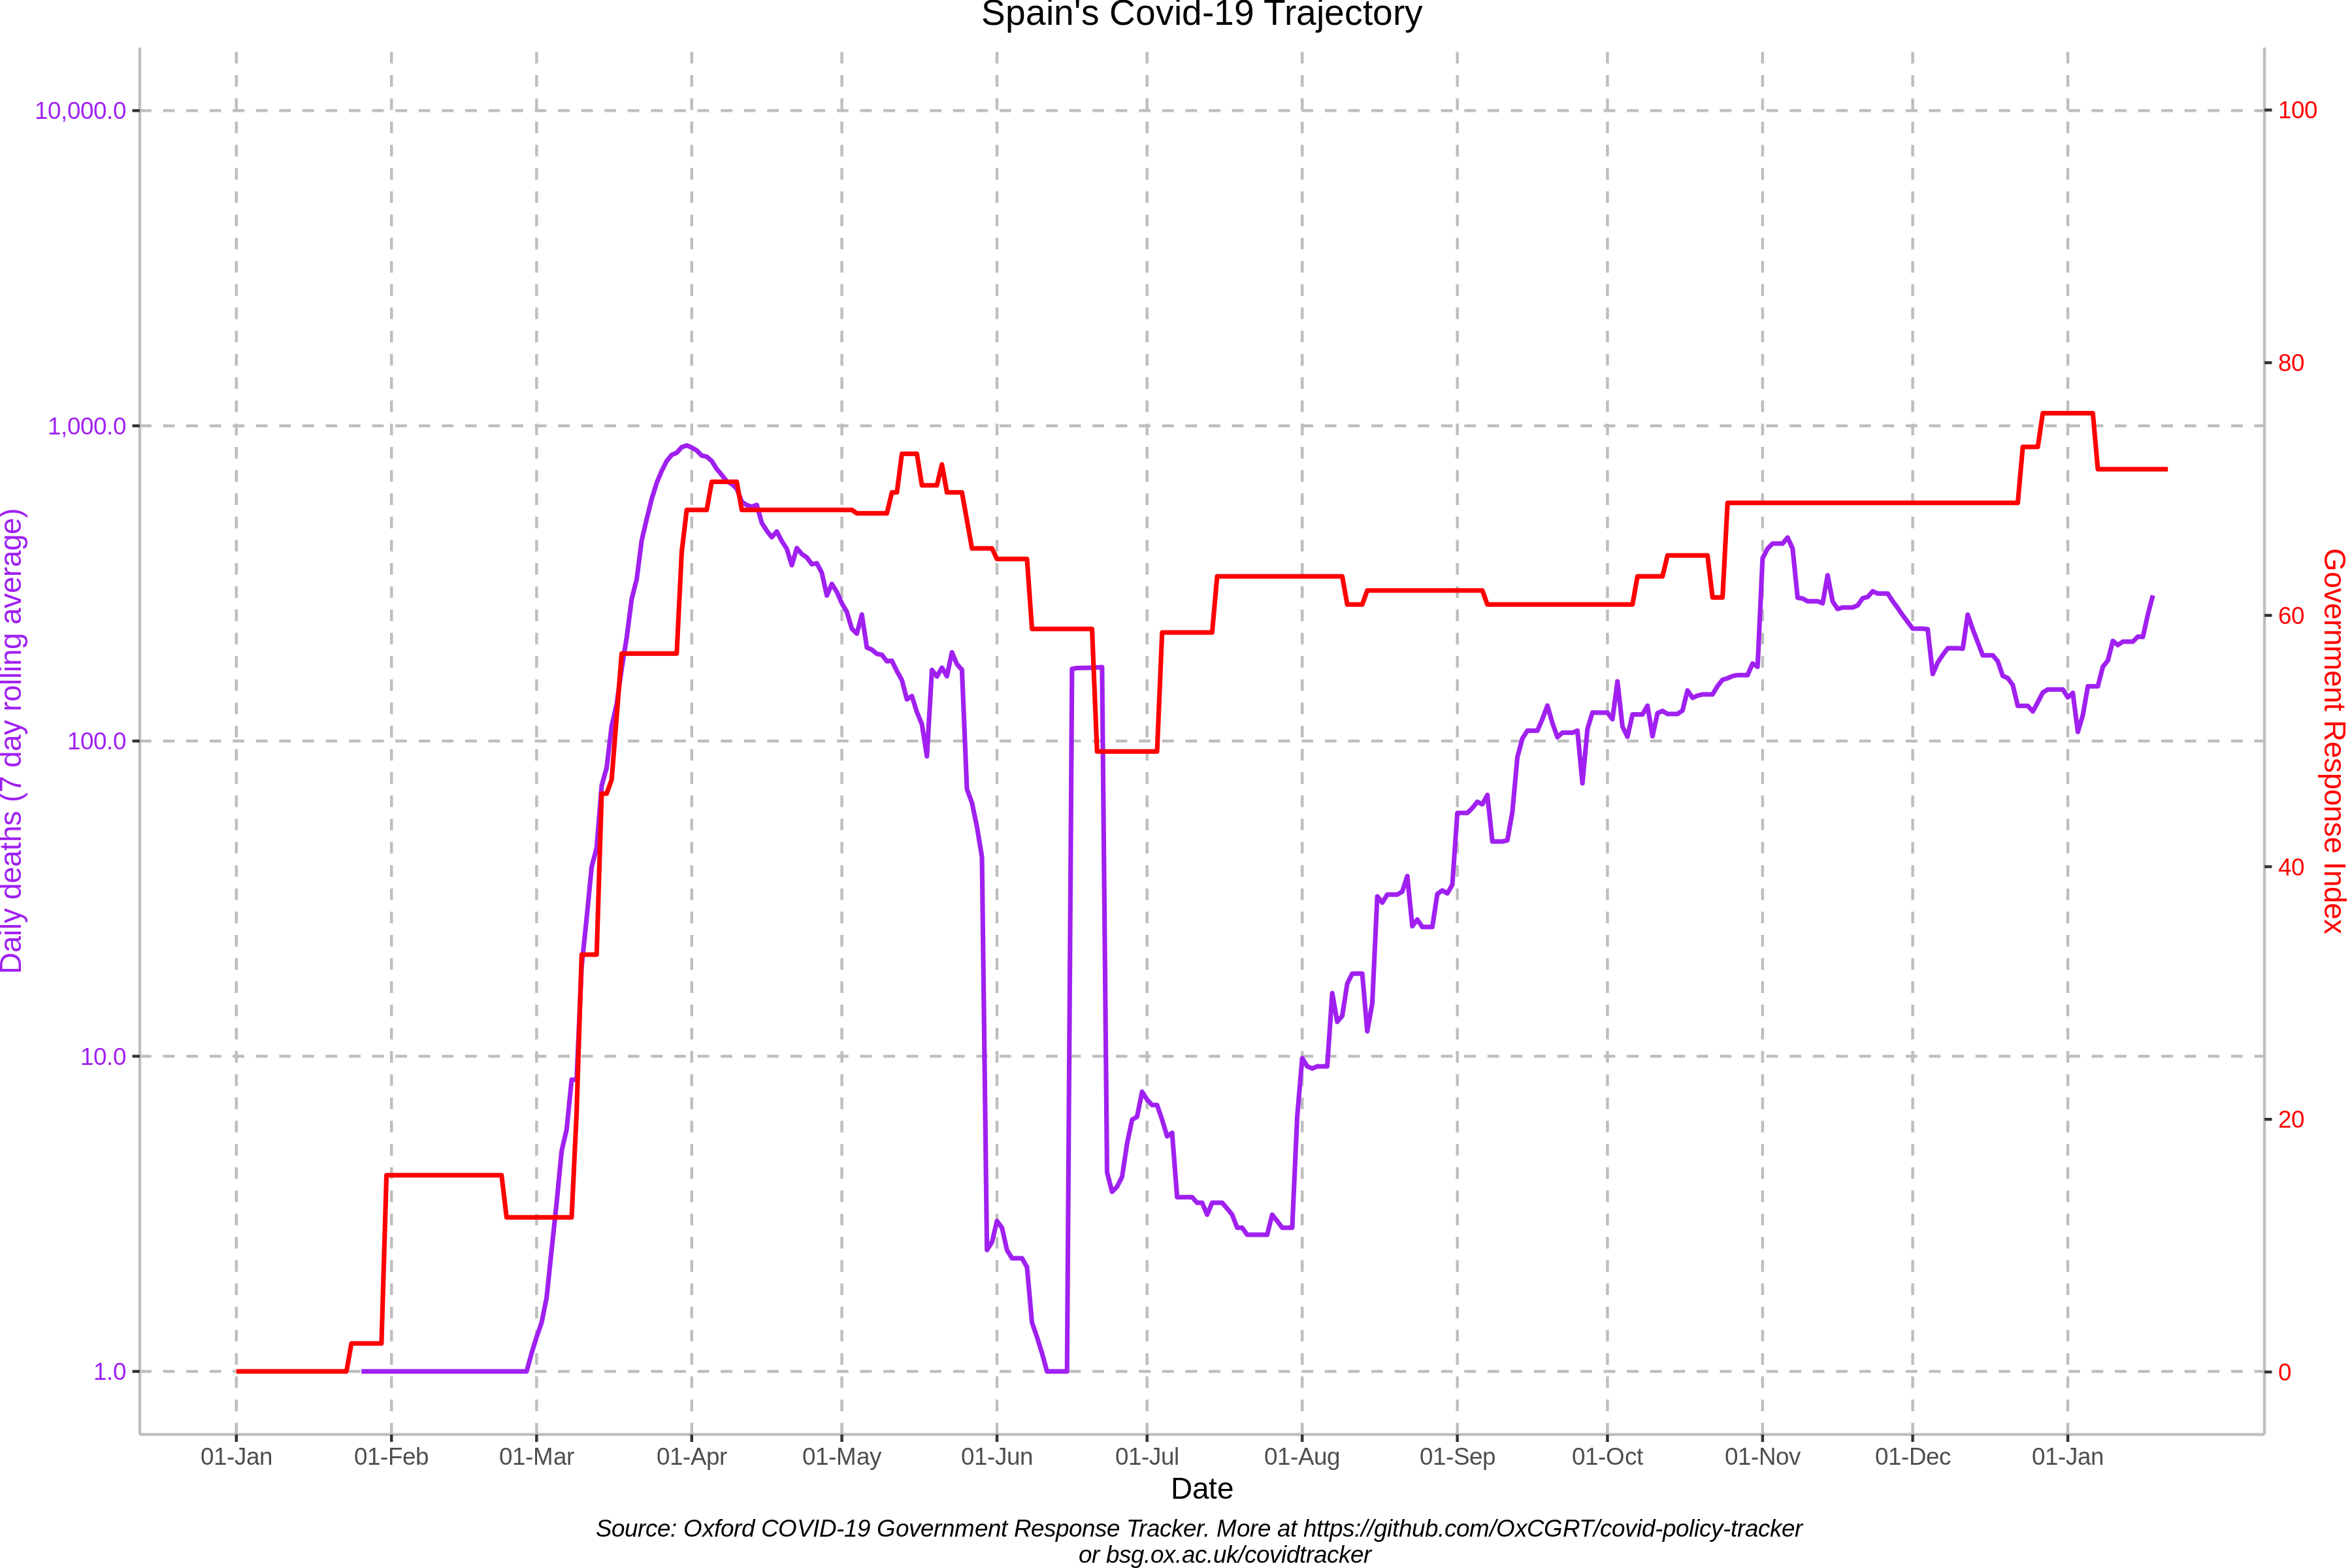 Spain's Covid-19 Trajectory
10,000.0
1,000.0
100.0
10.0
1.0
Daily deaths (7 day rolling average)
100
80
60
40
20
0
Government Response Index
01-Jan 01-Feb 01-Mar 01-Apr 01-May 01-Jun 01-Jul 01-Aug 01-Sep 01-Oct 01-Nov 01-Dec 01-Jan
Date
Source: Oxford COVID-19 Government Response Tracker. More at https://github.com/OxCGRT/covid-policy-tracker
or bsg.ox.ac.uk/covidtracker